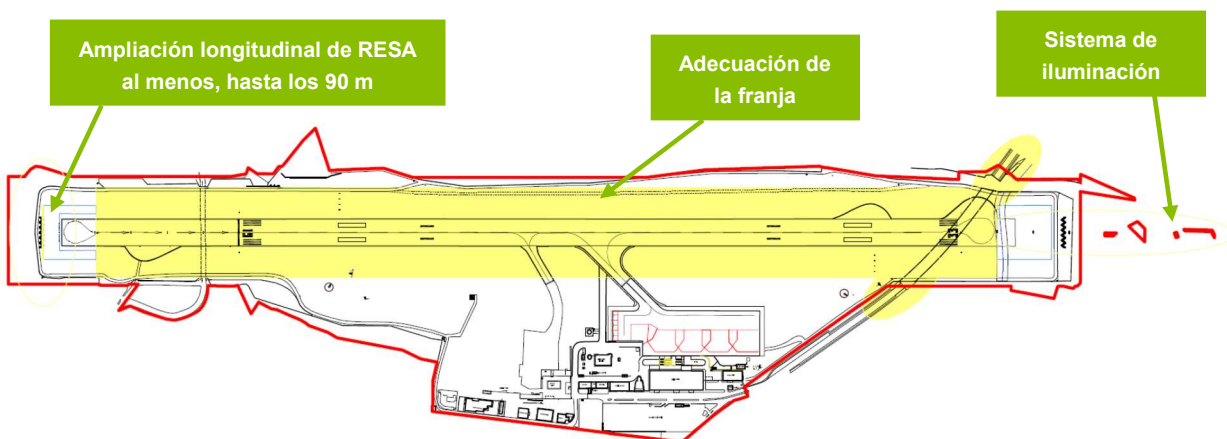 Ampliación longitudinal de RESA
al menos, hasta los 90 m
Adecuación de
la franja
Sistema de
iluminación